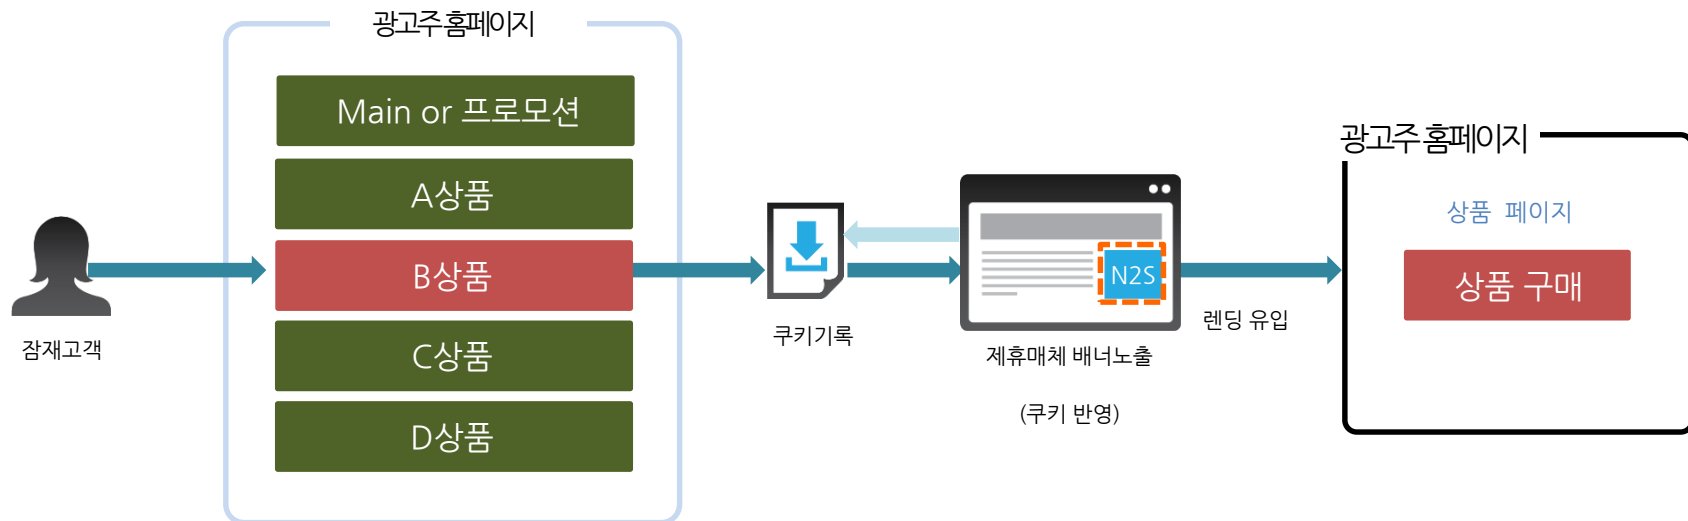 광고주 홈페이지
Main or 프로모션
A상품
B상품
C상품
D상품
잠재고객
쿠키기록
N2S
제휴매체 배너노출
(쿠키 반영)
렌딩 유입
광고주 홈페이지
상품 페이지
상품 구매